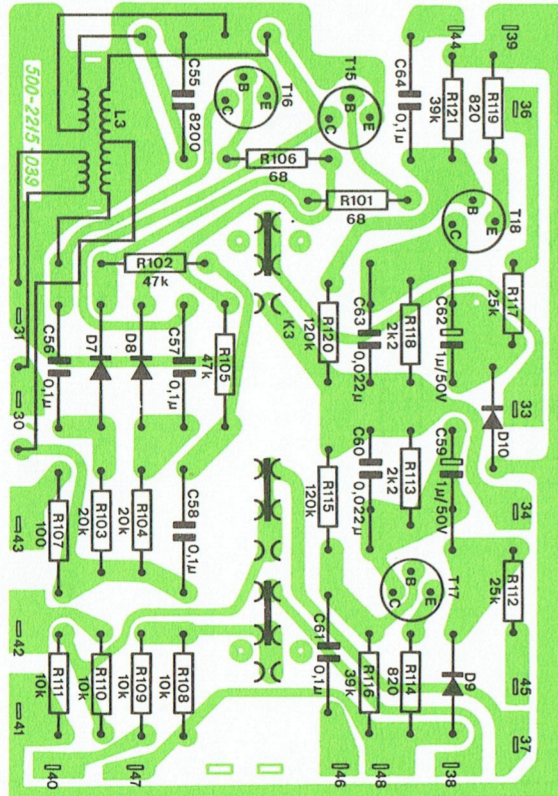 500-2215-039
L3
C55
8200
T16
B
C
E
T15
B
C
E
C64
0,1µ
44
39
R121
39k
R119
820
36
R106
68
R101
68
T18
B
C
E
R102
47k
K3
R117
25k
31
C56
0,1µ
D7
D8
C57
0,1µ
R105
47k
R120
120k
C63
0,022µ
R118
2k2
C62
1µ/50V
33
D10
30
43
R107
100
R103
20k
R104
20k
C58
0,1µ
R115
120k
C60
0,022µ
R113
2k2
C59
1µ/50V
34
T17
B
C
E
R112
25k
42
41
R111
10k
R110
10k
R109
10k
R108
10k
C61
0,1µ
R116
39k
R114
820
D9
45
37
40
47
46
48
38